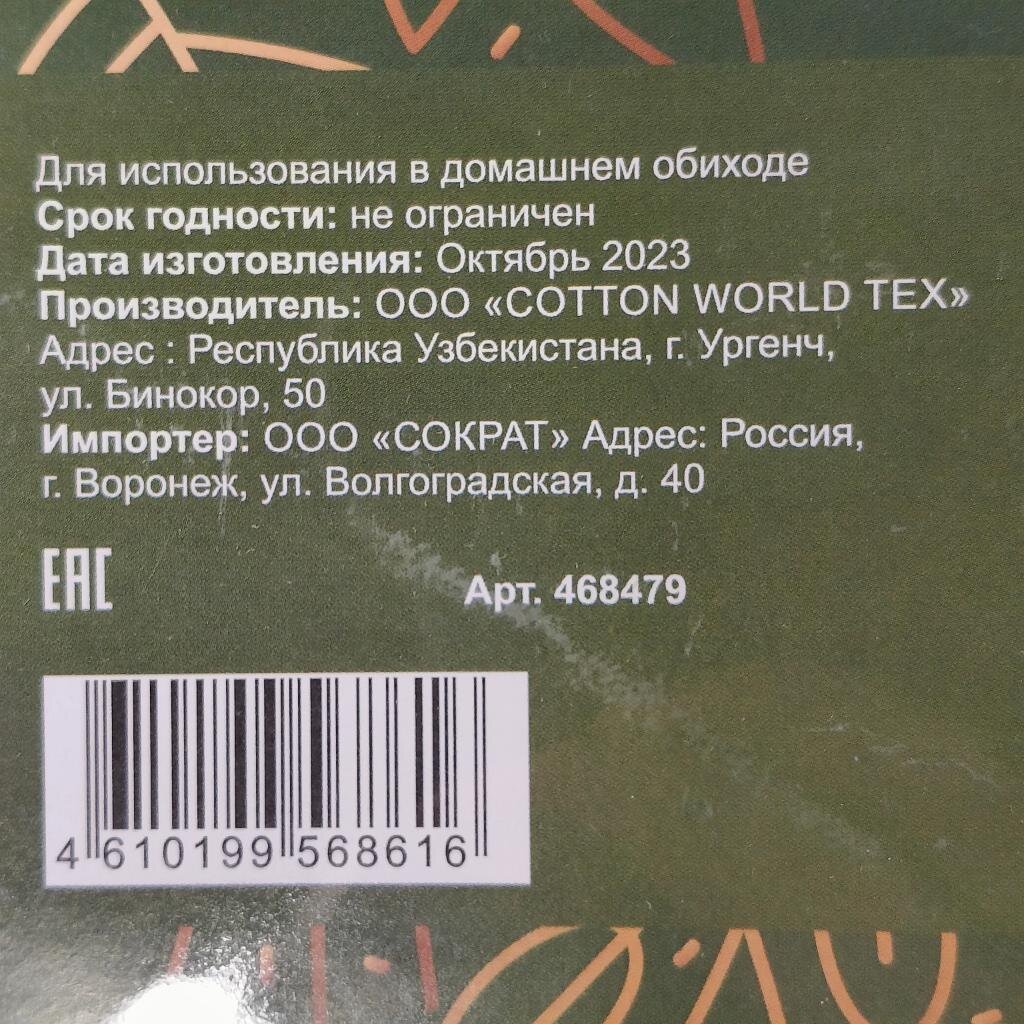 Для использования в домашнем обиходе
Срок годности: не ограничен
Дата изготовления: Октябрь 2023
Производитель: ООО «COTTON WORLD TEX»
Адрес : Республика Узбекистана, г. Ургенч,
ул. Бинокор, 50
Импортер: ООО «СОКРАТ» Адрес: Россия,
г. Воронеж, ул. Волгоградская, д. 40
EAC
Арт. 468479
4 610199 568616